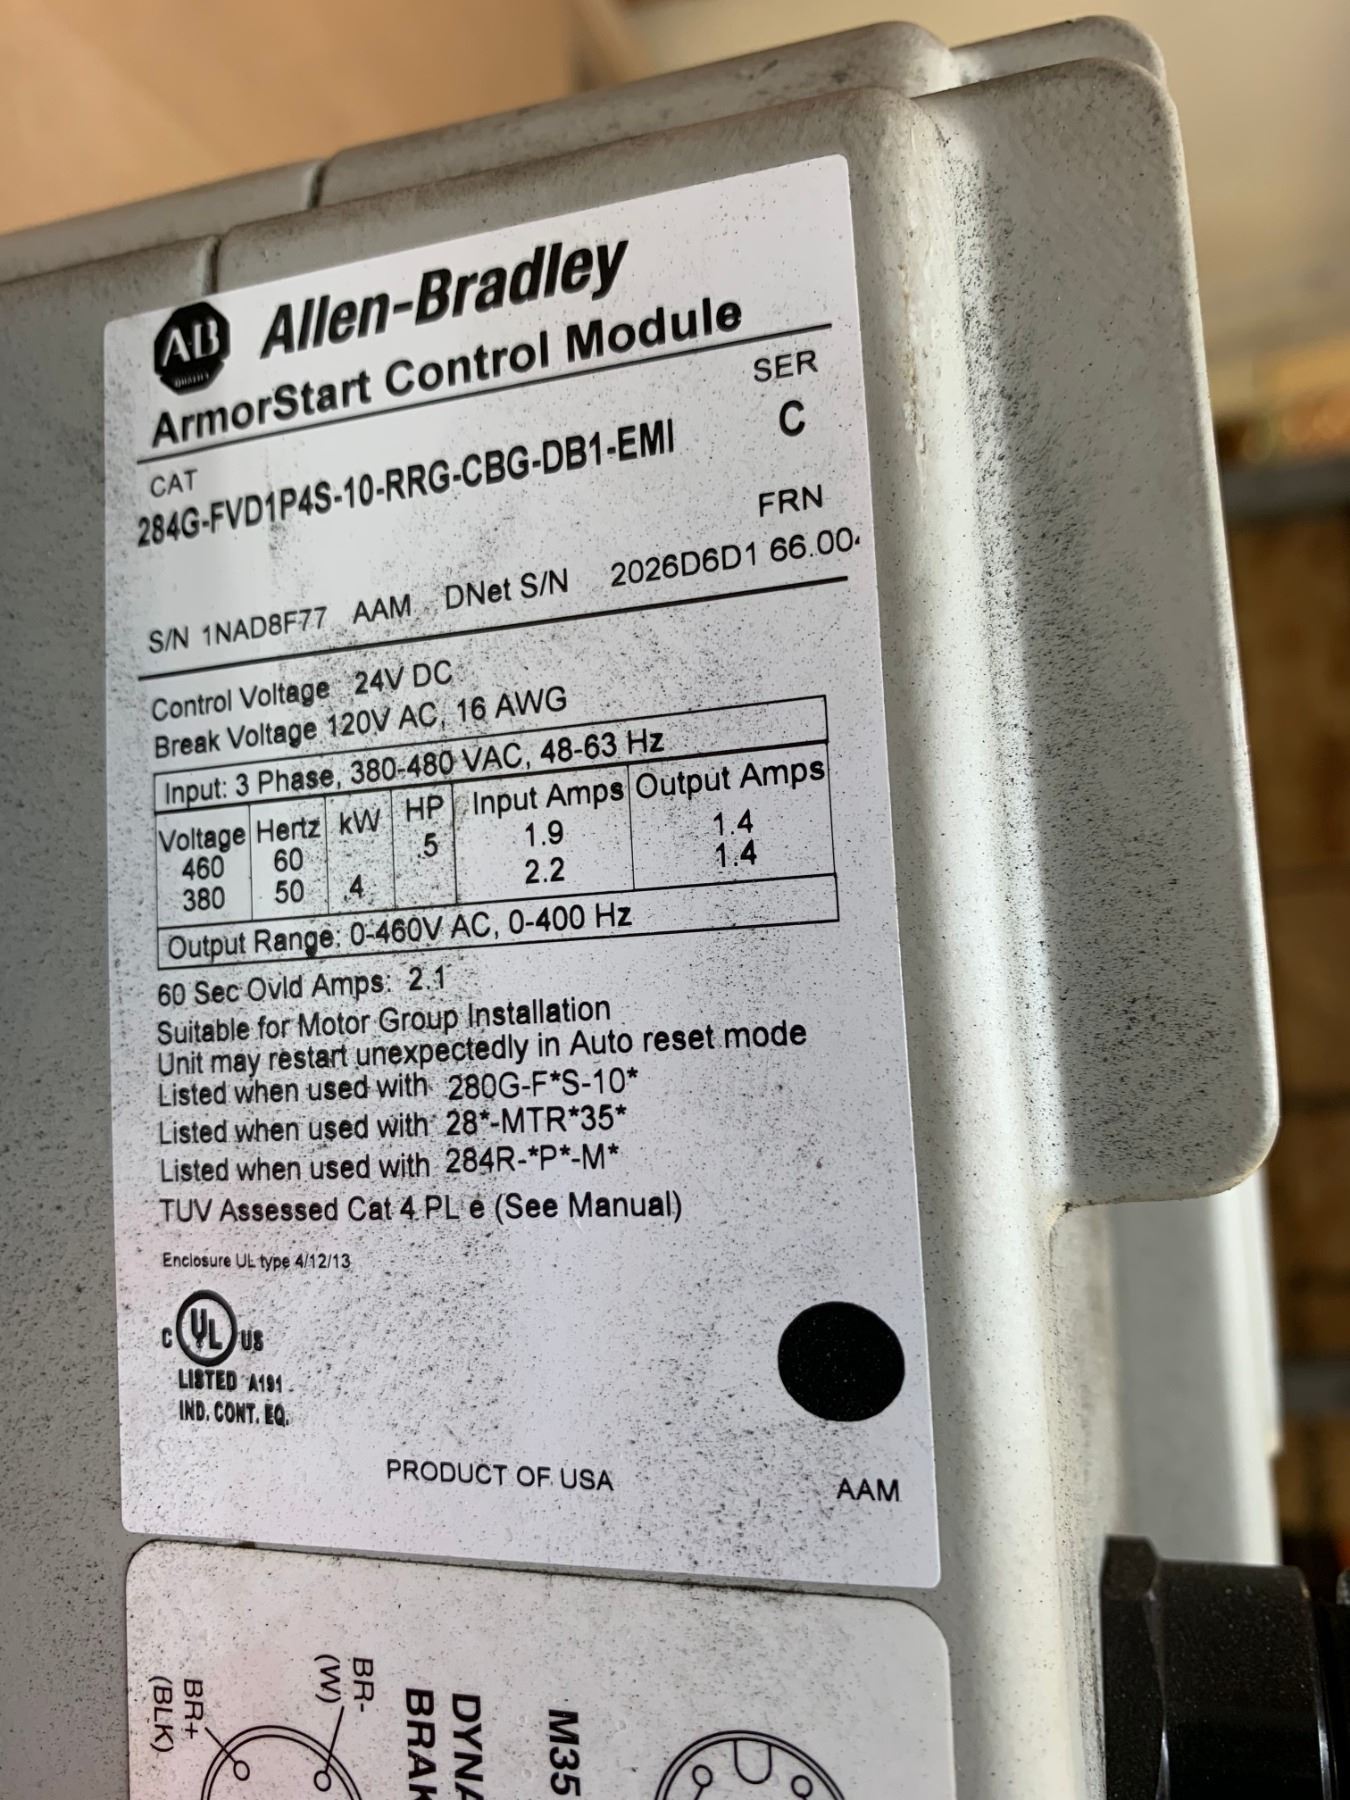 AB
QUALITY
Allen-Bradley
ArmorStart Control Module
CAT
SER
284G-FVD1P4S-10-RRG-CBG-DB1-EMI
C
FRN
S/N 1NAD8F77 AAM DNet S/N 2026D6D1 66.00
Control Voltage 24V DC
Break Voltage 120V AC, 16 AWG
Input: 3 Phase, 380-480 VAC, 48-63 Hz
Voltage Hertz kW HP Input Amps Output Amps
460 60 .5 1.9 1.4
380 50 .4 2.2 1.4
Output Range: 0-460V AC, 0-400 Hz
60 Sec Ovld Amps: 2.1
Suitable for Motor Group Installation
Unit may restart unexpectedly in Auto reset mode
Listed when used with 280G-F*S-10*
Listed when used with 28*-MTR*35*
Listed when used with 284R-*P*-M*
TUV Assessed Cat 4 PL e (See Manual)
Enclosure UL type 4/12/13
C UL US
LISTED A191
IND. CONT. EQ.
PRODUCT OF USA
AAM
BR+
(BLK)
BR-
(W)
M35